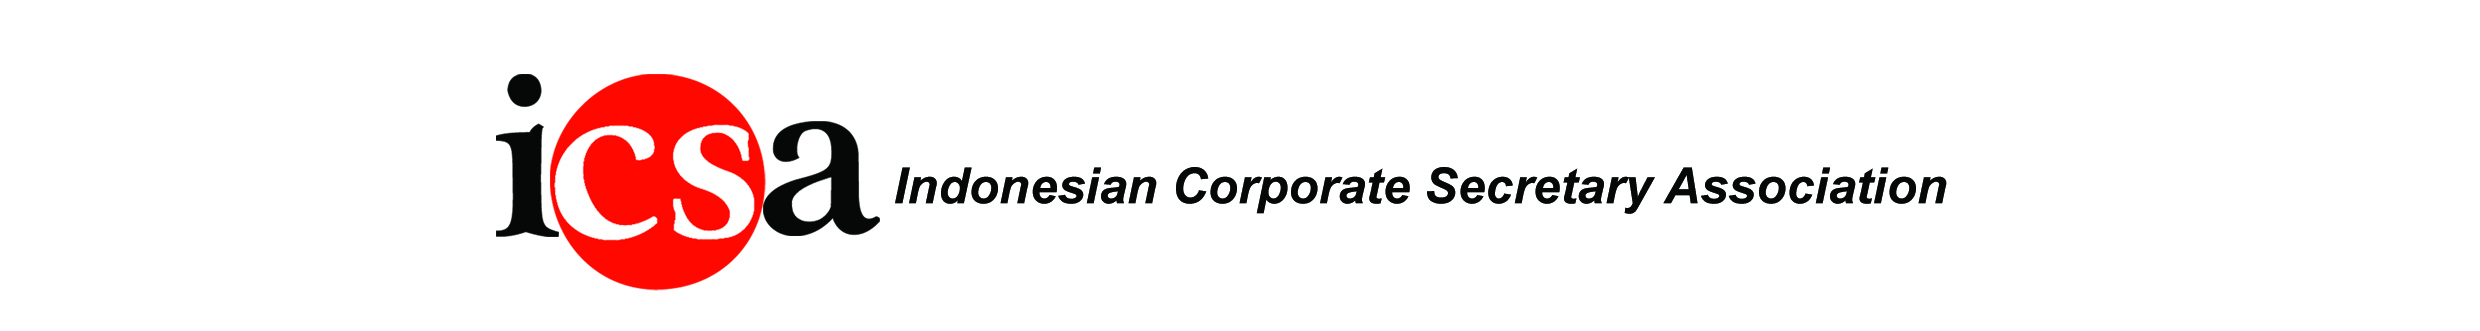 icsa Indonesian Corporate Secretary Association